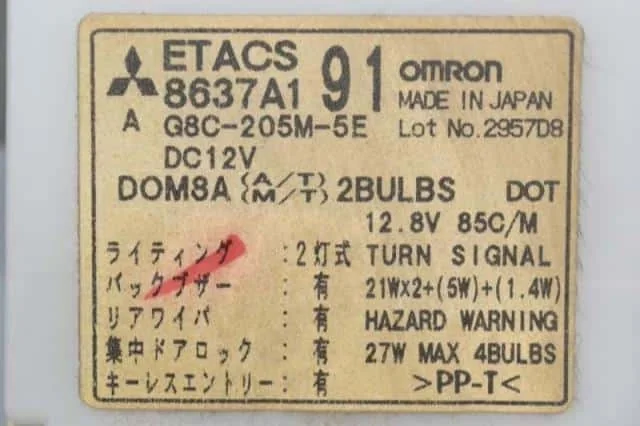 ETACS 91 omron
8637A1 MADE IN JAPAN
A G8C-205M-5E Lot No.2957D8
DC12V
DOM8A {A/T M/T} 2BULBS DOT
12.8V 85C/M
ライティング :2灯式 TURN SIGNAL
バックブザー : 有 21W×2+(5W)+(1.4W)
リアワイパ : 有 HAZARD WARNING
集中ドアロック : 有 27W MAX 4BULBS
キーレスエントリー: 有 >PP-T<